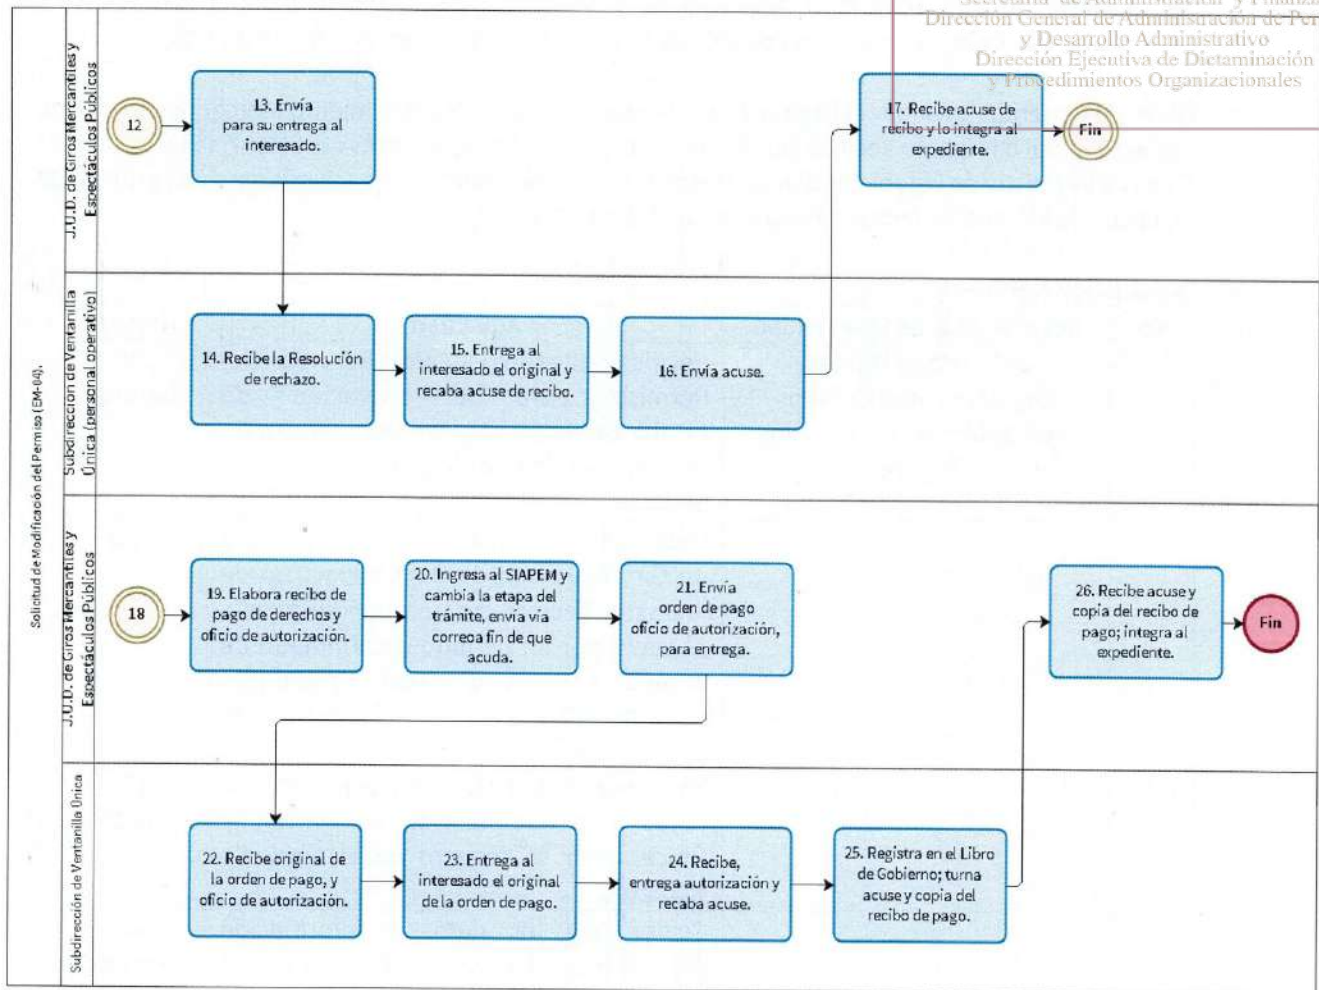 Secretaría de Administración y Finanzas
Dirección General de Administración de Per
y Desarrollo Administrativo
Dirección Ejecutiva de Dictaminación
y Procedimientos Organizacionales
Solicitud de Modificación del Permiso (EM-04).
J.U.D. de Giros Mercantiles y
Espectáculos Públicos
12
13. Envía
para su entrega al
interesado.
17. Recibe acuse de
recibo y lo integra al
expediente.
Fin
Subdirección de Ventanilla
Única (personal operativo)
14. Recibe la Resolución
de rechazo.
15. Entrega al
interesado el original y
recaba acuse de recibo.
16. Envía acuse.
J.U.D. de Giros Mercantiles y
Espectáculos Públicos
18
19. Elabora recibo de
pago de derechos y
oficio de autorización.
20. Ingresa al SIAPEM y
cambia la etapa del
trámite, envía vía
correoa fin de que
acuda.
21. Envía
orden de pago
oficio de autorización,
para entrega.
26. Recibe acuse y
copia del recibo de
pago; integra al
expediente.
Fin
Subdirección de Ventanilla Única
22. Recibe original de
la orden de pago, y
oficio de autorización.
23. Entrega al
interesado el original
de la orden de pago.
24. Recibe,
entrega autorización y
recaba acuse.
25. Registra en el Libro
de Gobierno; turna
acuse y copia del
recibo de pago.